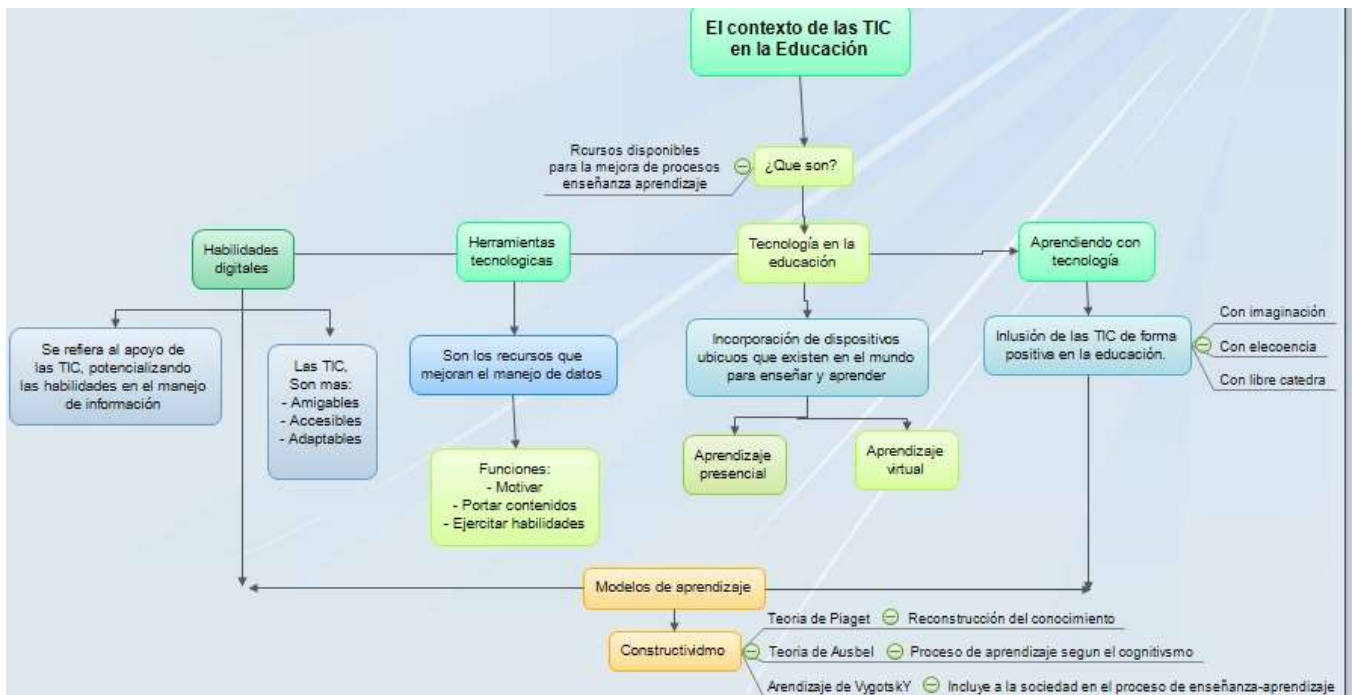 El contexto de las TIC
en la Educación
Rcursos disponibles
para la mejora de procesos
enseñanza aprendizaje
¿Que son?
Habilidades
digitales
Herramientas
tecnologicas
Tecnología en la
educación
Aprendiendo con
tecnología
Se refiera al apoyo de
las TIC, potencializando
las habilidades en el manejo
de información
Las TIC,
Son mas:
- Amigables
- Accesibles
- Adaptables
Son los recursos que
mejoran el manejo de datos
Funciones:
- Motivar
- Portar contenidos
- Ejercitar habilidades
Incorporación de dispositivos
ubicuos que existen en el mundo
para enseñar y aprender
Aprendizaje
presencial
Aprendizaje
virtual
Inlusión de las TIC de forma
positiva en la educación.
Con imaginación
Con elecoencia
Con libre catedra
Modelos de aprendizaje
Constructividmo
Teoria de Piaget
Reconstrucción del conocimiento
Teoria de Ausbel
Proceso de aprendizaje segun el cognitivsmo
Arendizaje de VygotskY
Incluye a la sociedad en el proceso de enseñanza-aprendizaje